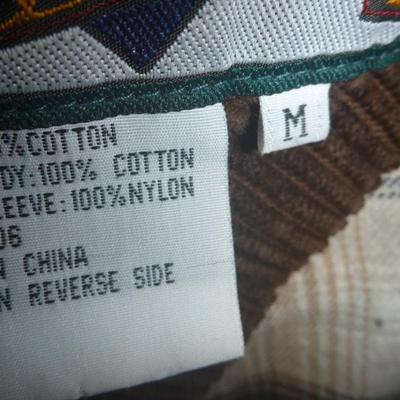 %COTTON
DY:100% COTTON
LEEVE:100%NYLON
06
N CHINA
N REVERSE SIDE
M